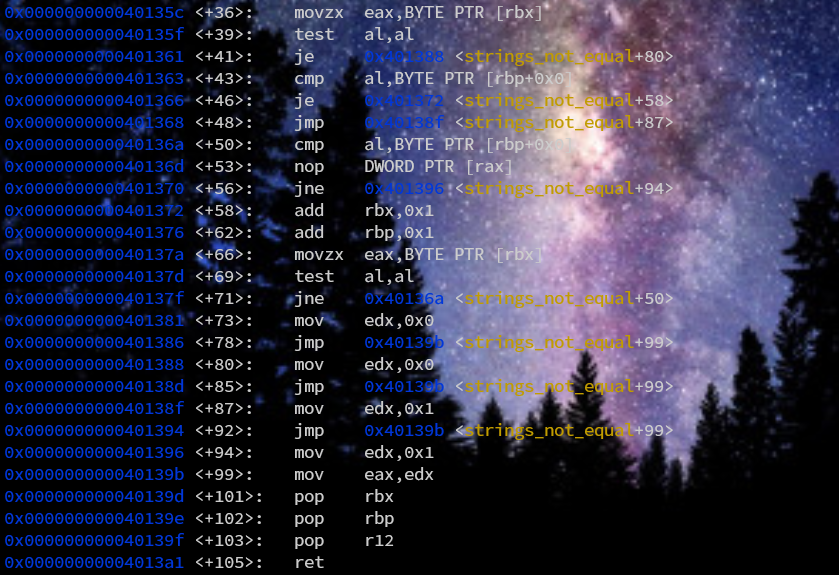 0x000000000040135c <+36>: movzx eax,BYTE PTR [rbx]
0x000000000040135f <+39>: test al,al
0x0000000000401361 <+41>: je 0x401388 <strings_not_equal+80>
0x0000000000401363 <+43>: cmp al,BYTE PTR [rbp+0x0]
0x0000000000401366 <+46>: je 0x401372 <strings_not_equal+58>
0x0000000000401368 <+48>: jmp 0x40138f <strings_not_equal+87>
0x000000000040136a <+50>: cmp al,BYTE PTR [rbp+0x0]
0x000000000040136d <+53>: nop DWORD PTR [rax]
0x0000000000401370 <+56>: jne 0x401396 <strings_not_equal+94>
0x0000000000401372 <+58>: add rbx,0x1
0x0000000000401376 <+62>: add rbp,0x1
0x000000000040137a <+66>: movzx eax,BYTE PTR [rbx]
0x000000000040137d <+69>: test al,al
0x000000000040137f <+71>: jne 0x40136a <strings_not_equal+50>
0x0000000000401381 <+73>: mov edx,0x0
0x0000000000401386 <+78>: jmp 0x40139b <strings_not_equal+99>
0x0000000000401388 <+80>: mov edx,0x0
0x000000000040138d <+85>: jmp 0x40139b <strings_not_equal+99>
0x000000000040138f <+87>: mov edx,0x1
0x0000000000401394 <+92>: jmp 0x40139b <strings_not_equal+99>
0x0000000000401396 <+94>: mov edx,0x1
0x000000000040139b <+99>: mov eax,edx
0x000000000040139d <+101>: pop rbx
0x000000000040139e <+102>: pop rbp
0x000000000040139f <+103>: pop r12
0x00000000004013a1 <+105>: ret